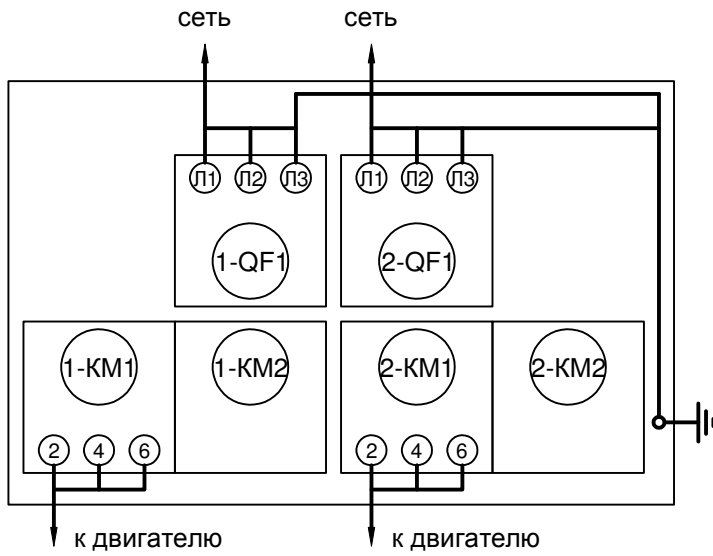 сеть сеть
Л1 Л2 Л3 Л1 Л2 Л3
1-QF1 2-QF1
1-КМ1 1-КМ2 2-КМ1 2-КМ2
2 4 6 2 4 6
к двигателю к двигателю